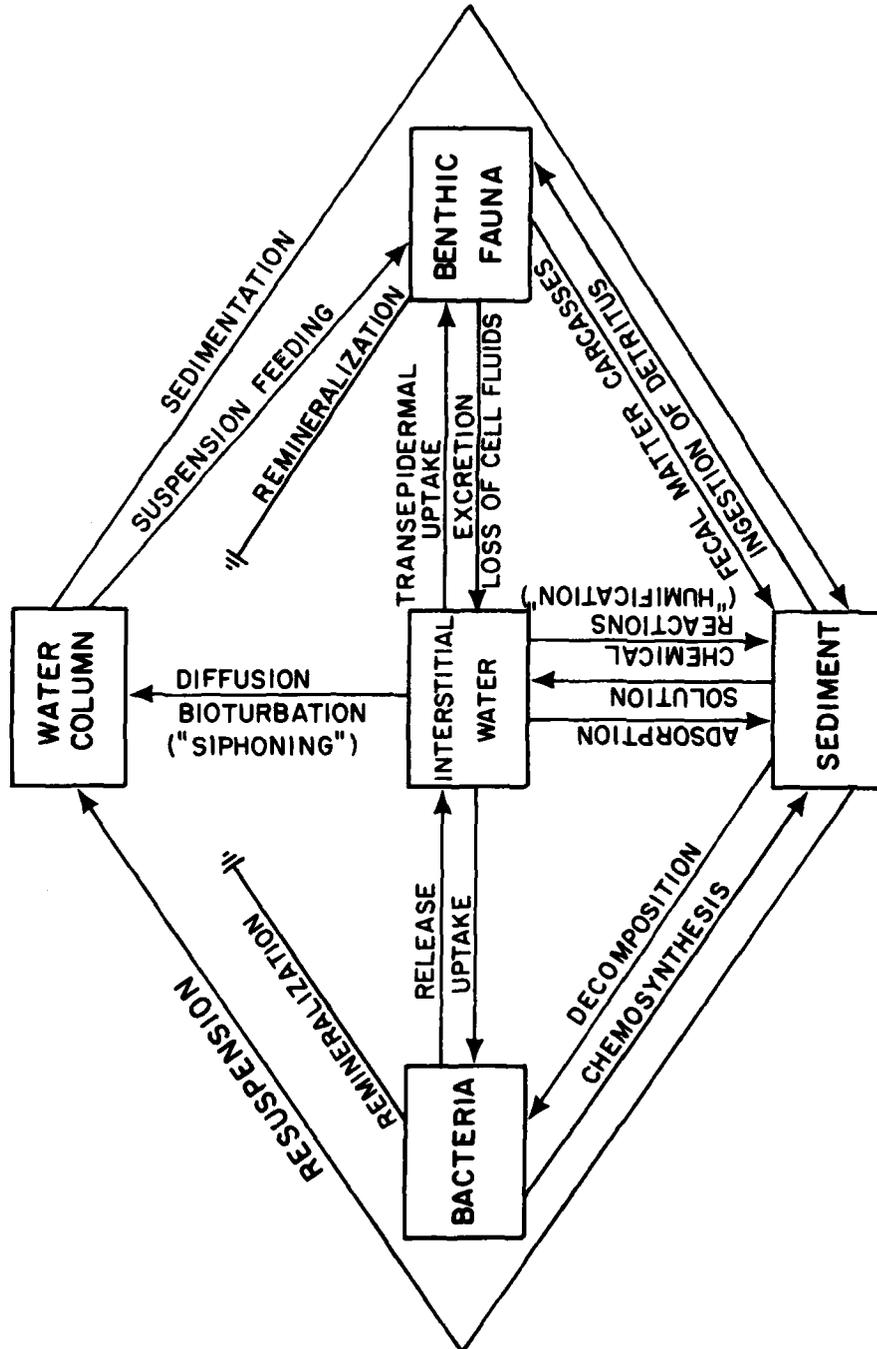 WATER
COLUMN
SEDIMENTATION
SUSPENSION FEEDING
REMINERALIZATION
RESUSPENSION
REMINERALIZATION
DIFFUSION
BIOTURBATION
("SIPHONING")
BACTERIA
RELEASE
UPTAKE
INTERSTITIAL
WATER
TRANSEPIDERMAL
UPTAKE
EXCRETION
LOSS OF CELL FLUIDS
BENTHIC
FAUNA
DECOMPOSITION
CHEMOSYNTHESIS
ADSORPTION
SOLUTION
CHEMICAL
REACTIONS
("HUMIFICATION")
FECAL MATTER CARCASSES
INGESTION OF DETRITUS
SEDIMENT